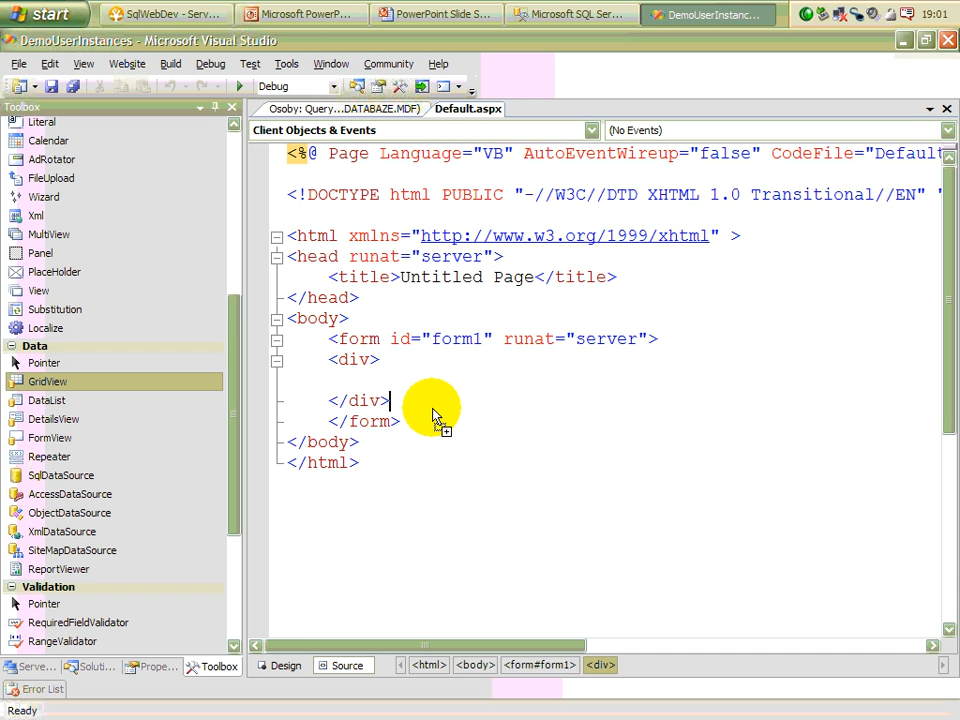 start
SqlWebDev - Serv...
Microsoft PowerP...
PowerPoint Slide S...
Microsoft SQL Ser...
DemoUserInstanc...
19:01
DemoUserInstances - Microsoft Visual Studio
File Edit View Website Build Debug Test Tools Window Community Help
Debug
Toolbox
Osoby: Query...DATABAZE.MDF) Default.aspx
Client Objects & Events (No Events)
Literal
Calendar
AdRotator
FileUpload
Wizard
Xml
MultiView
Panel
PlaceHolder
View
Substitution
Localize
Data
Pointer
GridView
DataList
DetailsView
FormView
Repeater
SqlDataSource
AccessDataSource
ObjectDataSource
XmlDataSource
SiteMapDataSource
ReportViewer
Validation
Pointer
RequiredFieldValidator
RangeValidator
<%@ Page Language="VB" AutoEventWireup="false" CodeFile="Default
<!DOCTYPE html PUBLIC "-//W3C//DTD XHTML 1.0 Transitional//EN" "
<html xmlns="http://www.w3.org/1999/xhtml" >
<head runat="server">
<title>Untitled Page</title>
</head>
<body>
<form id="form1" runat="server">
<div>
</div>
</form>
</body>
</html>
Serve... Soluti... Prope... Toolbox
Design Source <html> <body> <form#form1> <div>
Error List
Ready